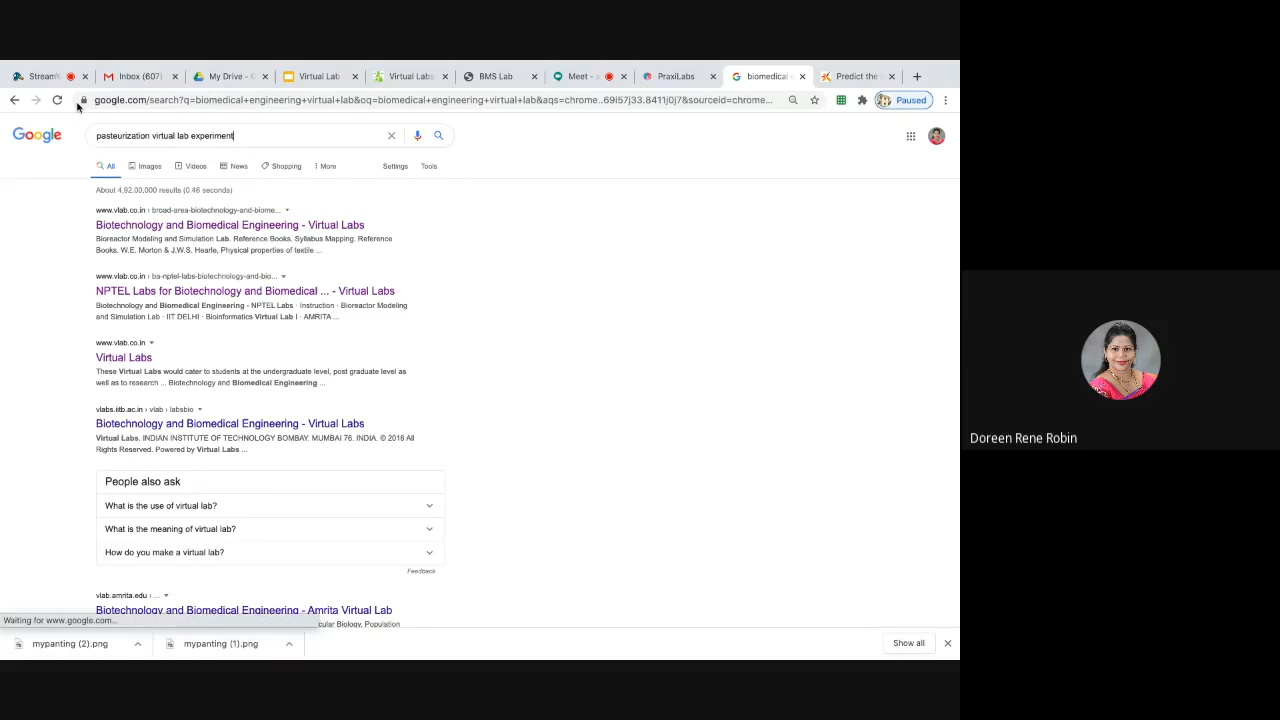 StreamY
Inbox (607)
My Drive - G
Virtual Lab
Virtual Labs
BMS Lab
Meet - s
PraxiLabs
biomedical e
Predict the
google.com/search?q=biomedical+engineering+virtual+lab&oq=biomedical+engineering+virtual+lab&aqs=chrome..69i57j33.8411j0j7&sourceid=chrome...
Paused
Google
pasteurization virtual lab experiment
All
Images
Videos
News
Shopping
More
Settings
Tools
About 4,92,00,000 results (0.46 seconds)
www.vlab.co.in › broad-area-biotechnology-and-biome...
Biotechnology and Biomedical Engineering - Virtual Labs
Bioreactor Modeling and Simulation Lab. Reference Books. Syllabus Mapping. Reference
Books. W.E. Morton & J.W.S. Hearle, Physical properties of textile ...
www.vlab.co.in › ba-nptel-labs-biotechnology-and-bio...
NPTEL Labs for Biotechnology and Biomedical ... - Virtual Labs
Biotechnology and Biomedical Engineering - NPTEL Labs · Instruction · Bioreactor Modeling
and Simulation Lab · IIT DELHI · Bioinformatics Virtual Lab I · AMRITA ...
www.vlab.co.in
Virtual Labs
These Virtual Labs would cater to students at the undergraduate level, post graduate level as
well as to research ... Biotechnology and Biomedical Engineering ...
vlabs.iitb.ac.in › vlab › labsbio
Biotechnology and Biomedical Engineering - Virtual Labs
Virtual Labs. INDIAN INSTITUTE OF TECHNOLOGY BOMBAY. MUMBAI 76. INDIA. © 2016 All
Rights Reserved. Powered by Virtual Labs ...
People also ask
What is the use of virtual lab?
What is the meaning of virtual lab?
How do you make a virtual lab?
Feedback
vlab.amrita.edu › ...
Biotechnology and Biomedical Engineering - Amrita Virtual Lab
cular Biology, Population
Waiting for www.google.com...
mypanting (2).png
mypanting (1).png
Show all
Doreen Rene Robin